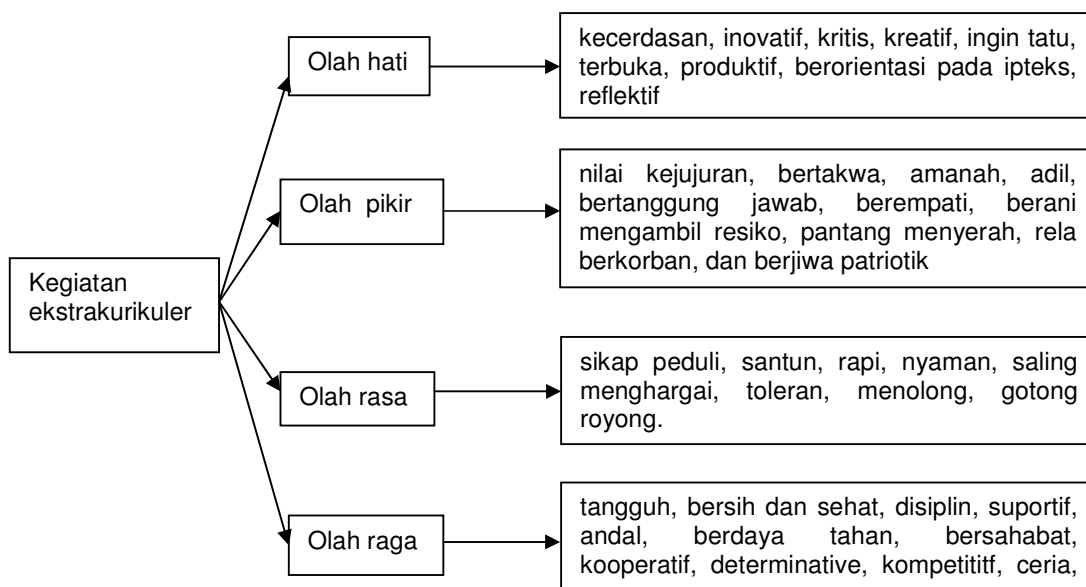 Kegiatan
ekstrakurikuler
Olah hati
kecerdasan, inovatif, kritis, kreatif, ingin tatu,
terbuka, produktif, berorientasi pada ipteks,
reflektif
Olah pikir
nilai kejujuran, bertakwa, amanah, adil,
bertanggung jawab, berempati, berani
mengambil resiko, pantang menyerah, rela
berkorban, dan berjiwa patriotik
Olah rasa
sikap peduli, santun, rapi, nyaman, saling
menghargai, toleran, menolong, gotong
royong.
Olah raga
tangguh, bersih dan sehat, disiplin, suportif,
andal, berdaya tahan, bersahabat,
kooperatif, determinative, kompetititf, ceria,